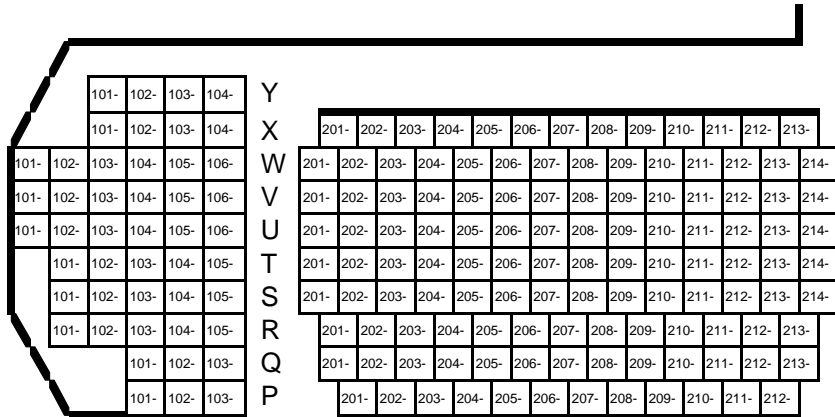 101- 102- 103- 104- Y
101- 102- 103- 104- X 201- 202- 203- 204- 205- 206- 207- 208- 209- 210- 211- 212- 213-
101- 102- 103- 104- 105- 106- W 201- 202- 203- 204- 205- 206- 207- 208- 209- 210- 211- 212- 213- 214-
101- 102- 103- 104- 105- 106- V 201- 202- 203- 204- 205- 206- 207- 208- 209- 210- 211- 212- 213- 214-
101- 102- 103- 104- 105- 106- U 201- 202- 203- 204- 205- 206- 207- 208- 209- 210- 211- 212- 213- 214-
101- 102- 103- 104- 105- T 201- 202- 203- 204- 205- 206- 207- 208- 209- 210- 211- 212- 213- 214-
101- 102- 103- 104- 105- S 201- 202- 203- 204- 205- 206- 207- 208- 209- 210- 211- 212- 213- 214-
101- 102- 103- 104- 105- R 201- 202- 203- 204- 205- 206- 207- 208- 209- 210- 211- 212- 213-
101- 102- 103- Q 201- 202- 203- 204- 205- 206- 207- 208- 209- 210- 211- 212- 213-
101- 102- 103- P 201- 202- 203- 204- 205- 206- 207- 208- 209- 210- 211- 212-